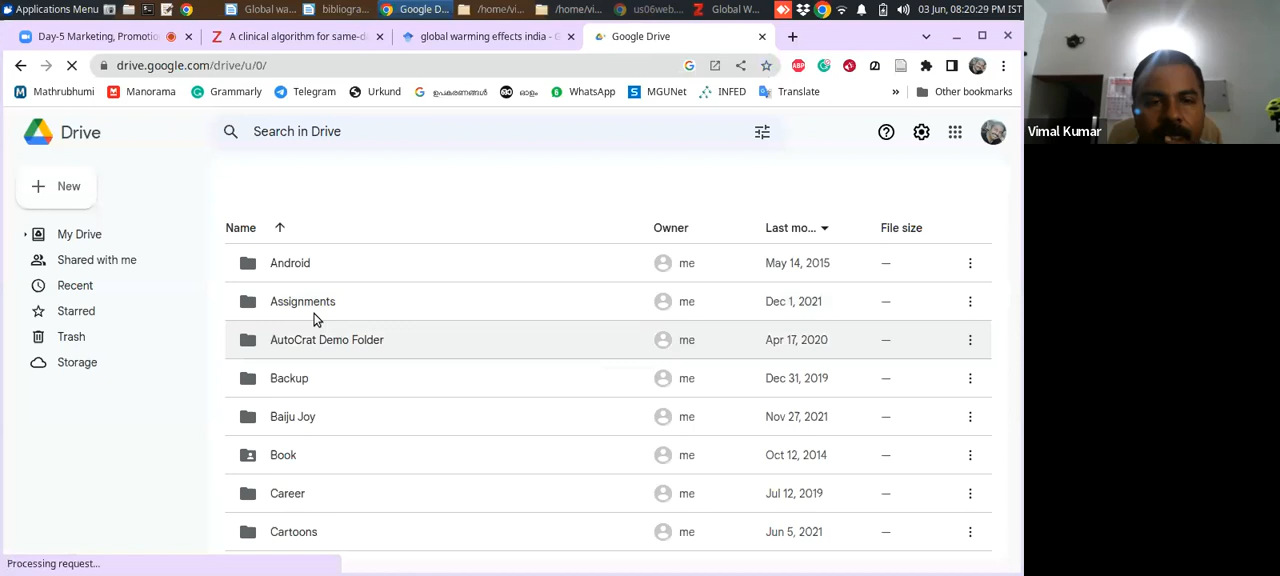 Applications Menu Global wa... bibliogra... Google D... /home/vi... /home/vi... us06web.... Global W... 03 Jun, 08:20:29 PM IST
Day-5 Marketing, Promotio A clinical algorithm for same-d global warming effects india - G Google Drive
drive.google.com/drive/u/0/
Mathrubhumi Manorama Grammarly Telegram Urkund ഉപകരണങ്ങൾ ഓളം WhatsApp MGUNet INFED Translate » Other bookmarks
Vimal Kumar
Drive Search in Drive
New
Name Owner Last mo... File size
My Drive
Shared with me
Recent
Starred
Trash
Storage
Android me May 14, 2015 —
Assignments me Dec 1, 2021 —
AutoCrat Demo Folder me Apr 17, 2020 —
Backup me Dec 31, 2019 —
Baiju Joy me Nov 27, 2021 —
Book me Oct 12, 2014 —
Career me Jul 12, 2019 —
Cartoons me Jun 5, 2021 —
Processing request...